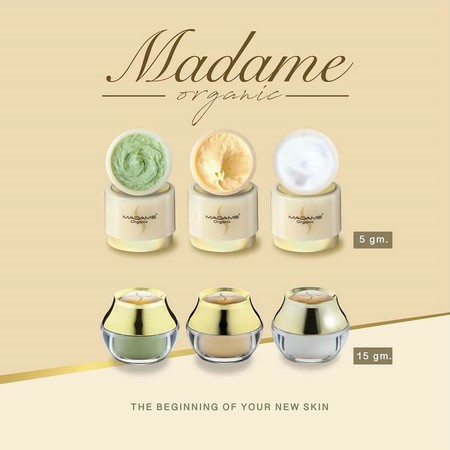 Madame
organic
MADAME
Organic
MADAME
Organic
MADAME
Organic
5 gm.
15 gm.
THE BEGINNING OF YOUR NEW SKIN